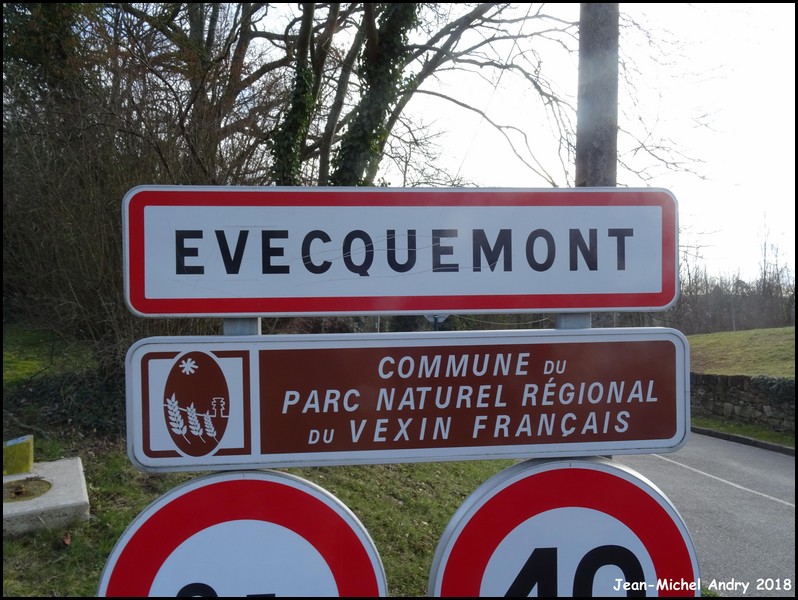 EVECQUEMONT
COMMUNE DU
PARC NATUREL RÉGIONAL
DU VEXIN FRANÇAIS
40
Jean-Michel Andry 2018